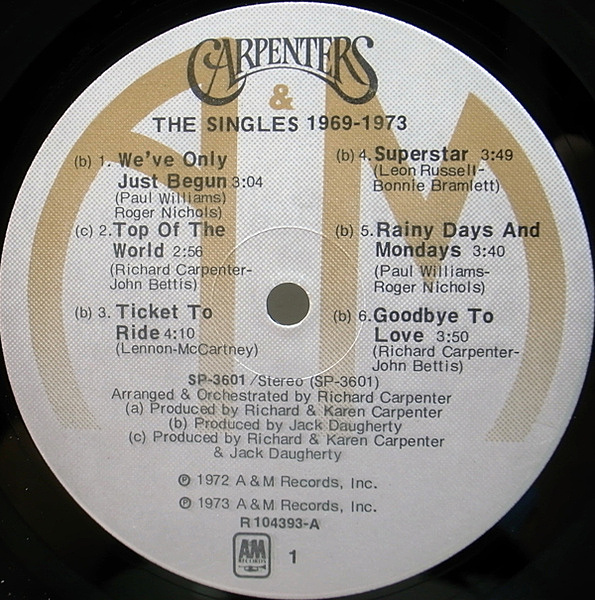 CARPENTERS
&
THE SINGLES 1969-1973
(b) 1. We've Only
Just Begun 3:04
(Paul Williams)
Roger Nichols)
(c) 2. Top Of The
World 2:56
(Richard Carpenter-
John Bettis)
(b) 3. Ticket To
Ride 4:10
(Lennon-McCartney)
(b) 4. Superstar 3:49
(Leon Russell-
Bonnie Bramlett)
(b) 5. Rainy Days And
Mondays 3:40
(Paul Williams-
Roger Nichols)
(b) 6. Goodbye To
Love 3:50
(Richard Carpenter-
John Bettis)
SP-3601/Stereo (SP-3601)
Arranged & Orchestrated by Richard Carpenter
(a) Produced by Richard & Karen Carpenter
(b) Produced by Jack Daugherty
(c) Produced by Richard & Karen Carpenter
& Jack Daugherty
℗ 1972 A&M Records, Inc.
℗ 1973 A&M Records, Inc.
R 104393-A
AM
RECORDS
1